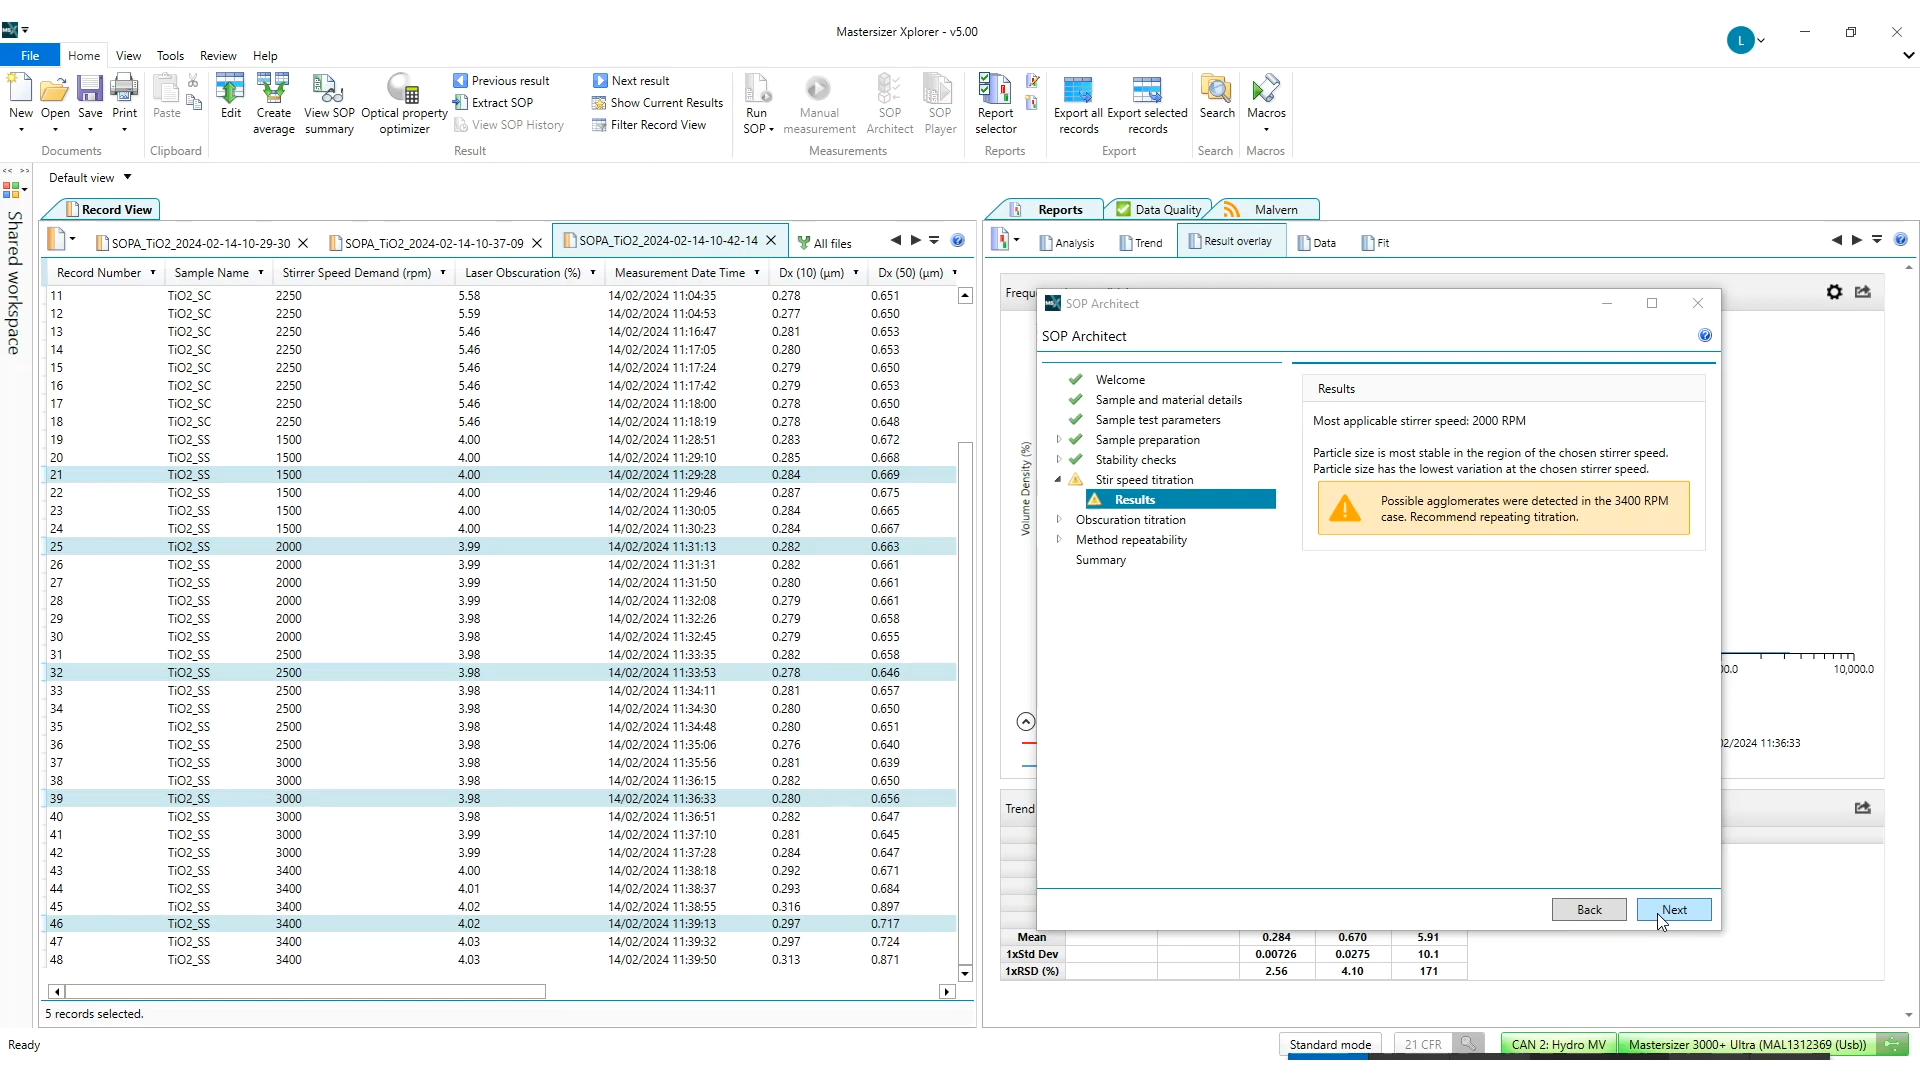 Mastersizer Xplorer - v5.00
MSX
L
File Home View Tools Review Help
New Open Save Print
Documents
Paste
Clipboard
Edit
Create average
View SOP summary
Optical property optimizer
Previous result
Extract SOP
View SOP History
Next result
Show Current Results
Filter Record View
Result
Run SOP
Manual measurement
SOP Architect
SOP Player
Measurements
Report selector
Reports
Export all records
Export selected records
Export
Search
Search
Macros
Macros
<< >>
Shared workspace
Default view
Record View
SOPA_TiO2_2024-02-14-10-29-30 SOPA_TiO2_2024-02-14-10-37-09 SOPA_TiO2_2024-02-14-10-42-14 All files
Record Number Sample Name Stirrer Speed Demand (rpm) Laser Obscuration (%) Measurement Date Time Dx (10) (μm) Dx (50) (μm)
11 TiO2_SC 2250 5.58 14/02/2024 11:04:35 0.278 0.651
12 TiO2_SC 2250 5.59 14/02/2024 11:04:53 0.277 0.650
13 TiO2_SC 2250 5.46 14/02/2024 11:16:47 0.281 0.653
14 TiO2_SC 2250 5.46 14/02/2024 11:17:05 0.280 0.653
15 TiO2_SC 2250 5.46 14/02/2024 11:17:24 0.279 0.650
16 TiO2_SC 2250 5.46 14/02/2024 11:17:42 0.279 0.653
17 TiO2_SC 2250 5.46 14/02/2024 11:18:00 0.278 0.650
18 TiO2_SC 2250 5.46 14/02/2024 11:18:19 0.278 0.648
19 TiO2_SS 1500 4.00 14/02/2024 11:28:51 0.283 0.672
20 TiO2_SS 1500 4.00 14/02/2024 11:29:10 0.285 0.668
21 TiO2_SS 1500 4.00 14/02/2024 11:29:28 0.284 0.669
22 TiO2_SS 1500 4.00 14/02/2024 11:29:46 0.287 0.675
23 TiO2_SS 1500 4.00 14/02/2024 11:30:05 0.284 0.665
24 TiO2_SS 1500 4.00 14/02/2024 11:30:23 0.284 0.667
25 TiO2_SS 2000 3.99 14/02/2024 11:31:13 0.282 0.663
26 TiO2_SS 2000 3.99 14/02/2024 11:31:31 0.282 0.661
27 TiO2_SS 2000 3.99 14/02/2024 11:31:50 0.280 0.661
28 TiO2_SS 2000 3.99 14/02/2024 11:32:08 0.279 0.661
29 TiO2_SS 2000 3.98 14/02/2024 11:32:26 0.279 0.658
30 TiO2_SS 2000 3.98 14/02/2024 11:32:45 0.279 0.655
31 TiO2_SS 2500 3.98 14/02/2024 11:33:35 0.282 0.658
32 TiO2_SS 2500 3.98 14/02/2024 11:33:53 0.278 0.646
33 TiO2_SS 2500 3.98 14/02/2024 11:34:11 0.281 0.657
34 TiO2_SS 2500 3.98 14/02/2024 11:34:30 0.280 0.650
35 TiO2_SS 2500 3.98 14/02/2024 11:34:48 0.280 0.651
36 TiO2_SS 2500 3.98 14/02/2024 11:35:06 0.276 0.640
37 TiO2_SS 3000 3.98 14/02/2024 11:35:56 0.281 0.639
38 TiO2_SS 3000 3.98 14/02/2024 11:36:15 0.282 0.650
39 TiO2_SS 3000 3.98 14/02/2024 11:36:33 0.280 0.656
40 TiO2_SS 3000 3.98 14/02/2024 11:36:51 0.282 0.647
41 TiO2_SS 3000 3.99 14/02/2024 11:37:10 0.281 0.645
42 TiO2_SS 3000 3.99 14/02/2024 11:37:28 0.284 0.647
43 TiO2_SS 3400 4.00 14/02/2024 11:38:18 0.292 0.671
44 TiO2_SS 3400 4.01 14/02/2024 11:38:37 0.293 0.684
45 TiO2_SS 3400 4.02 14/02/2024 11:38:55 0.316 0.897
46 TiO2_SS 3400 4.02 14/02/2024 11:39:13 0.297 0.717
47 TiO2_SS 3400 4.03 14/02/2024 11:39:32 0.297 0.724
48 TiO2_SS 3400 4.03 14/02/2024 11:39:50 0.313 0.871
5 records selected.
Reports Data Quality Malvern
Analysis Trend Result overlay Data Fit
Frequ
Volume Density (%)
SOP Architect
SOP Architect
Welcome
Sample and material details
Sample test parameters
Sample preparation
Stability checks
Stir speed titration
Results
Obscuration titration
Method repeatability
Summary
Results
Most applicable stirrer speed: 2000 RPM
Particle size is most stable in the region of the chosen stirrer speed.
Particle size has the lowest variation at the chosen stirrer speed.
Possible agglomerates were detected in the 3400 RPM
case. Recommend repeating titration.
Back Next
00.0 10,000.0
02/2024 11:36:33
Trend
Mean 0.284 0.670 5.91
1xStd Dev 0.00726 0.0275 10.1
1xRSD (%) 2.56 4.10 171
Ready
Standard mode 21 CFR CAN 2: Hydro MV Mastersizer 3000+ Ultra (MAL1312369 (Usb))